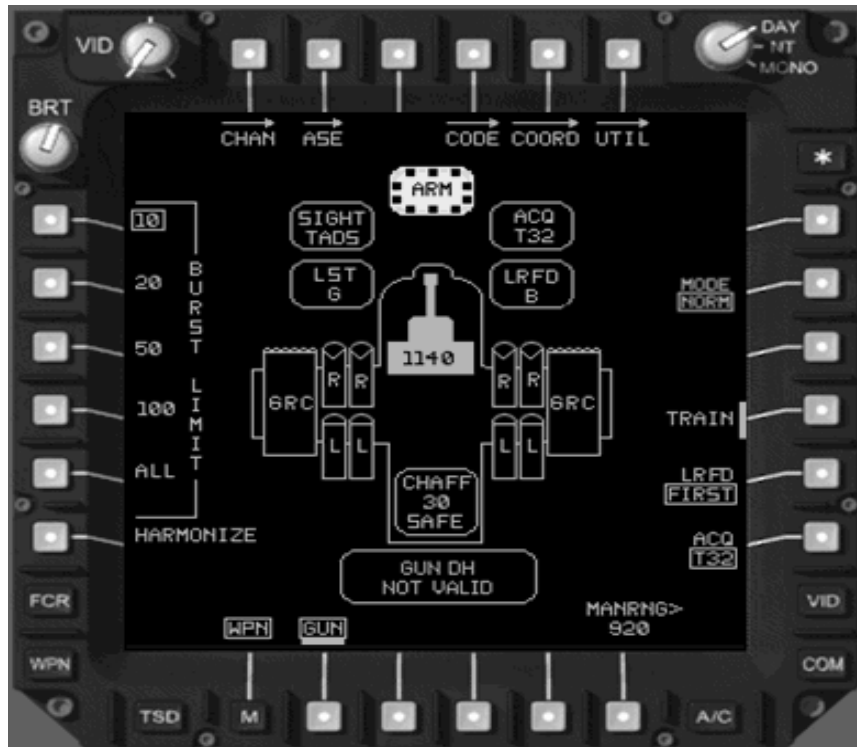 VID
DAY
NT
MONO
BRT
CHAN
ASE
CODE
COORD
UTIL
*
ARM
SIGHT
TADS
ACQ
T32
10
LST
G
LRFD
B
20
MODE
NORM
BURST LIMIT
50
1140
R
R
R
R
6RC
6RC
100
TRAIN
L
L
L
L
ALL
CHAFF
30
SAFE
LRFD
FIRST
HARMONIZE
ACQ
T32
GUN DH
NOT VALID
FCR
VID
WPN
GUN
MANRNG>
920
WPN
COM
TSD
M
A/C